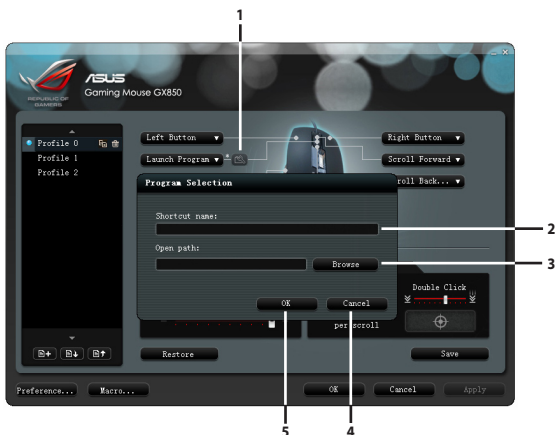 1
REPUBLIC OF
GAMERS
ASUS
Gaming Mouse GX850
Profile 0
Profile 1
Profile 2
Left Button
Launch Program
Right Button
Scroll Forward
roll Back...
Program Selection
Shortcut name:
2
Open path:
Browse
3
OK
Cancel
Double Click
per scroll
Restore
Save
Preference...
Macro...
OK
Cancel
Apply
5
4